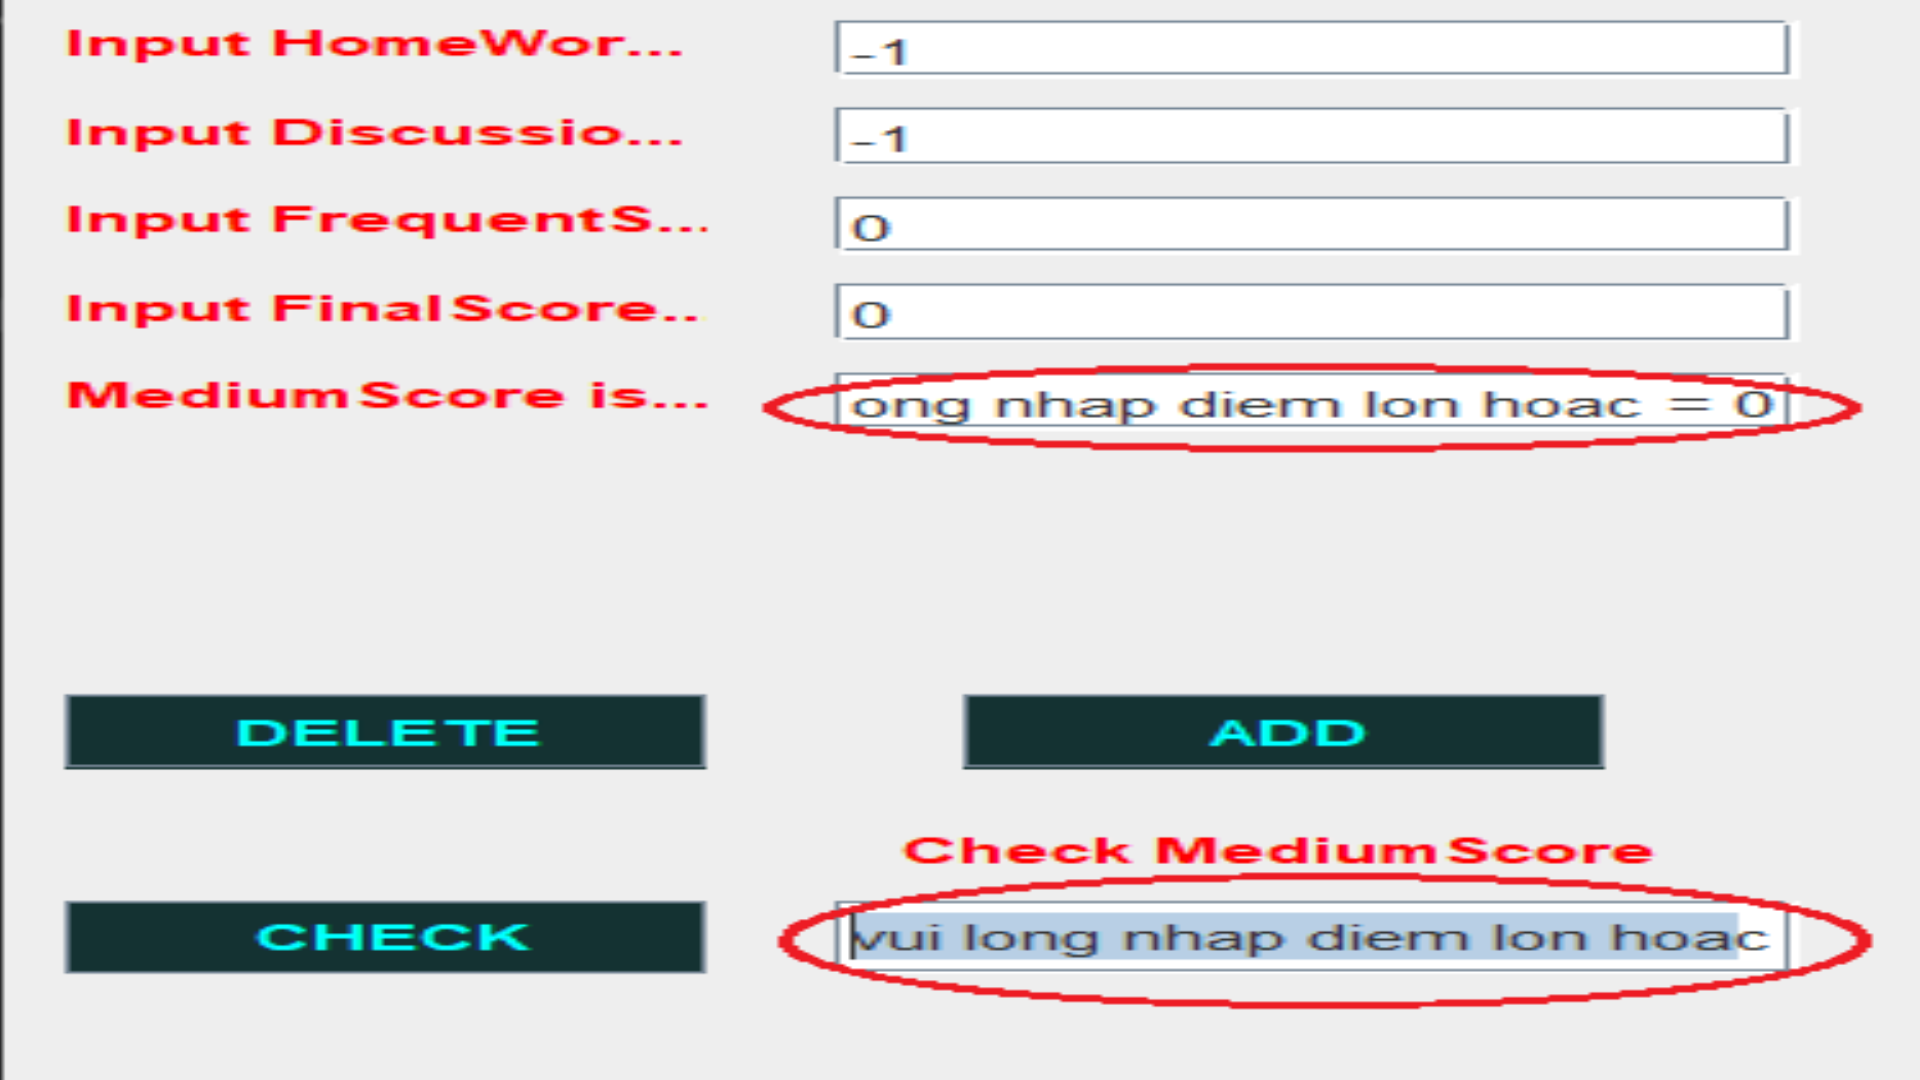 Input HomeWor...
-1
Input Discussio...
-1
Input FrequentS...
0
Input FinalScore..
0
MediumScore is...
ong nhap diem lon hoac = 0
DELETE
ADD
Check MediumScore
CHECK
vui long nhap diem lon hoac